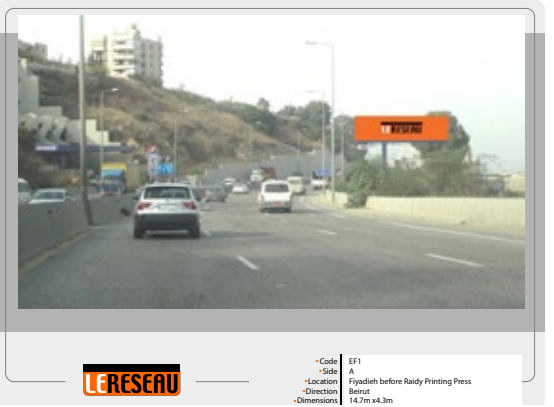 LERESEAU
LERESEAU
•Code EF1
•Side A
•Location Fiyadieh before Raidy Printing Press
•Direction Beirut
•Dimensions 14.7m x4.3m